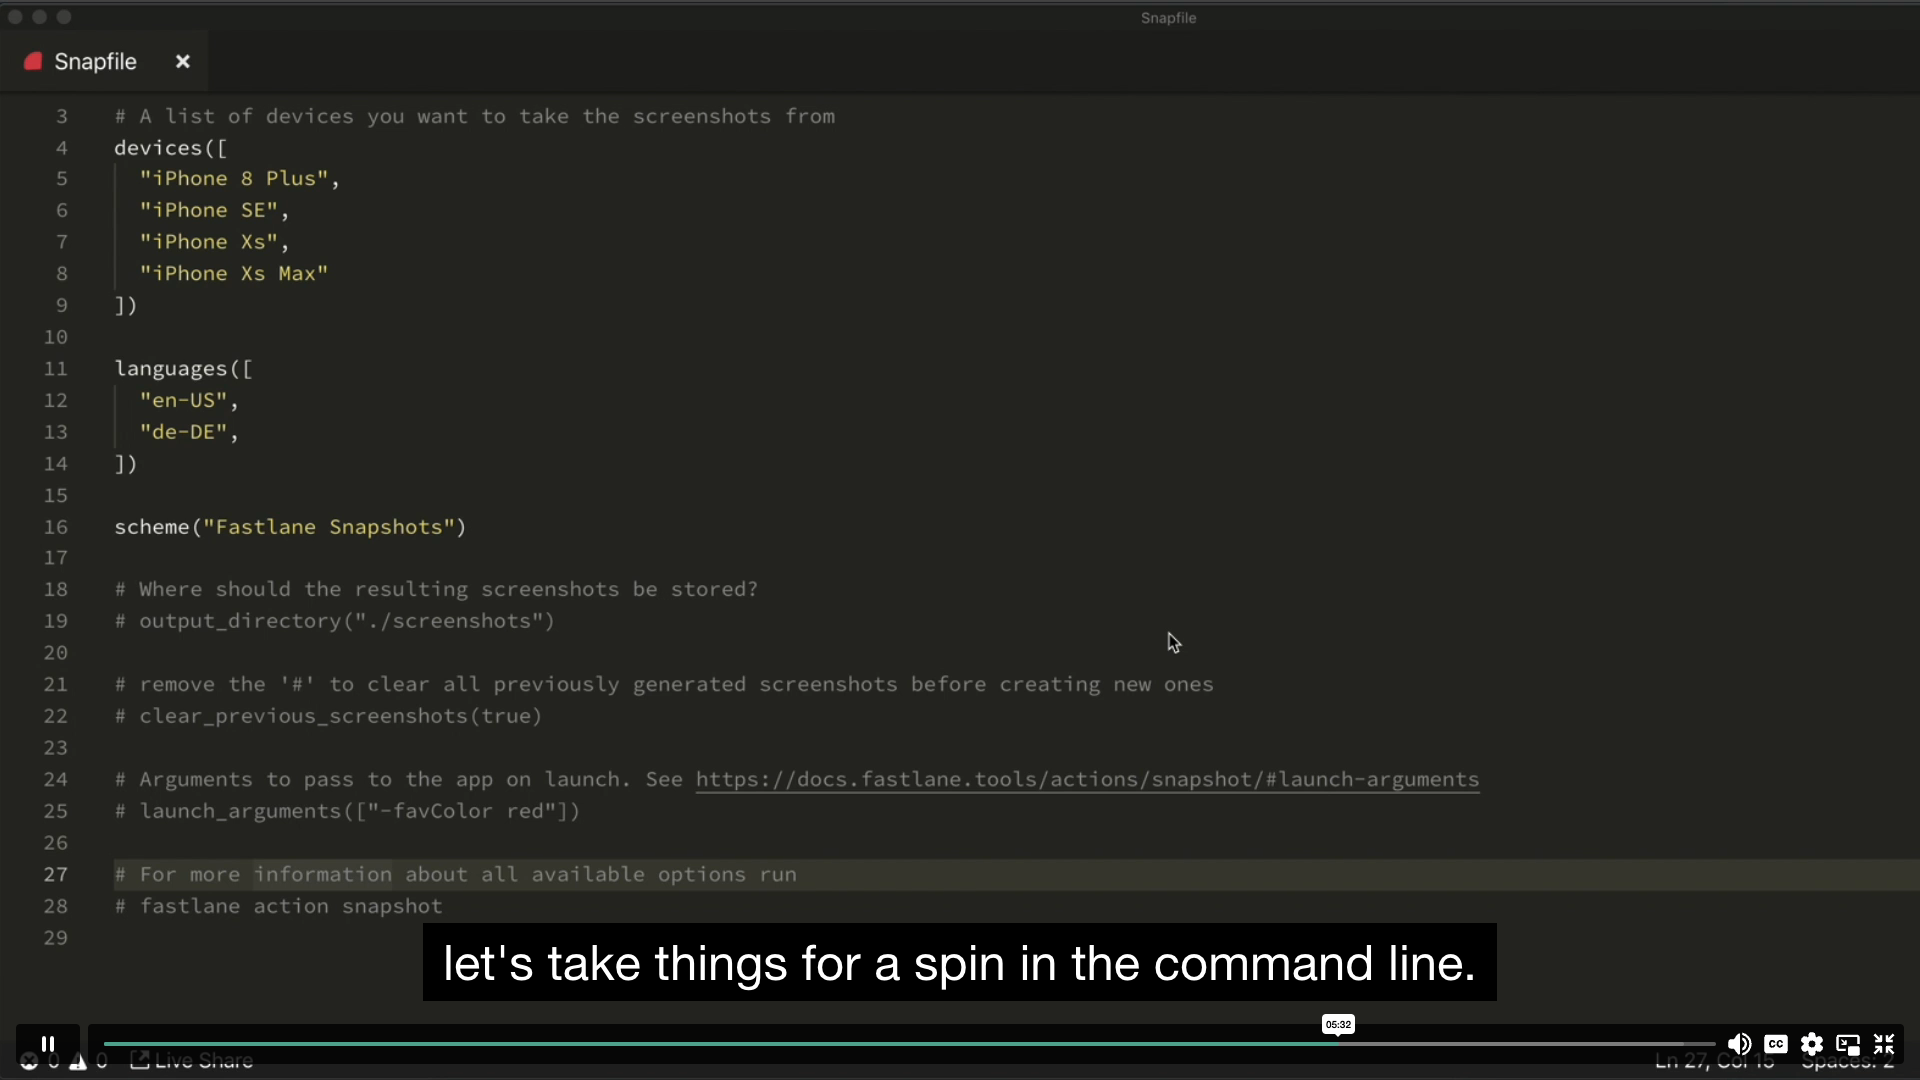 Snapfile
Snapfile
3 # A list of devices you want to take the screenshots from
4 devices([
5 "iPhone 8 Plus",
6 "iPhone SE",
7 "iPhone Xs",
8 "iPhone Xs Max"
9 ])
10
11 languages([
12 "en-US",
13 "de-DE",
14 ])
15
16 scheme("Fastlane Snapshots")
17
18 # Where should the resulting screenshots be stored?
19 # output_directory("./screenshots")
20
21 # remove the '#' to clear all previously generated screenshots before creating new ones
22 # clear_previous_screenshots(true)
23
24 # Arguments to pass to the app on launch. See https://docs.fastlane.tools/actions/snapshot/#launch-arguments
25 # launch_arguments(["-favColor red"])
26
27 # For more information about all available options run
28 # fastlane action snapshot
29
let's take things for a spin in the command line.
05:32
CC
0 0 Live Share
Ln 27, Col 15 Spaces: 2